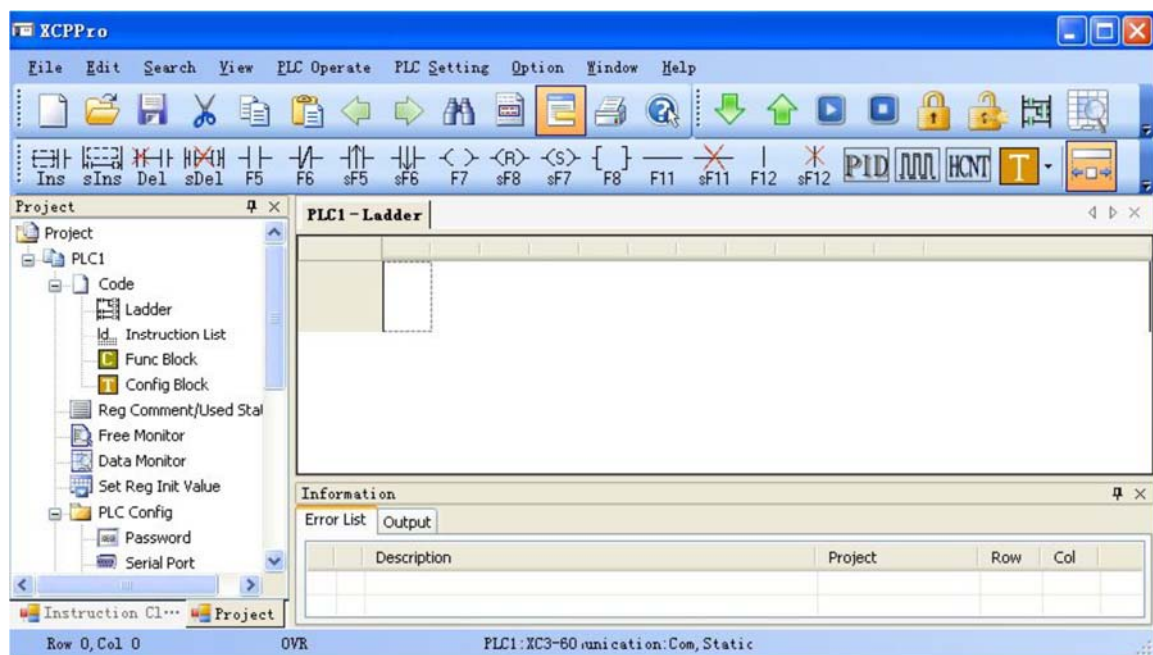 XCPPro
File Edit Search View PLC Operate PLC Setting Option Window Help
Ins sIns Del sDel F5 F6 sF5 sF6 F7 sF8 sF7 F8 F11 sF11 F12 sF12 PID HCNT T
Project
PLC1-Ladder
Project
PLC1
Code
Ladder
Id... Instruction List
C Func Block
T Config Block
Reg Comment/Used Sta
Free Monitor
Data Monitor
Set Reg Init Value
PLC Config
Password
Serial Port
Instruction Cl··· Project
Information
Error List Output
Description Project Row Col
Row 0,Col 0 OVR PLC1:XC3-60 unication:Com,Static